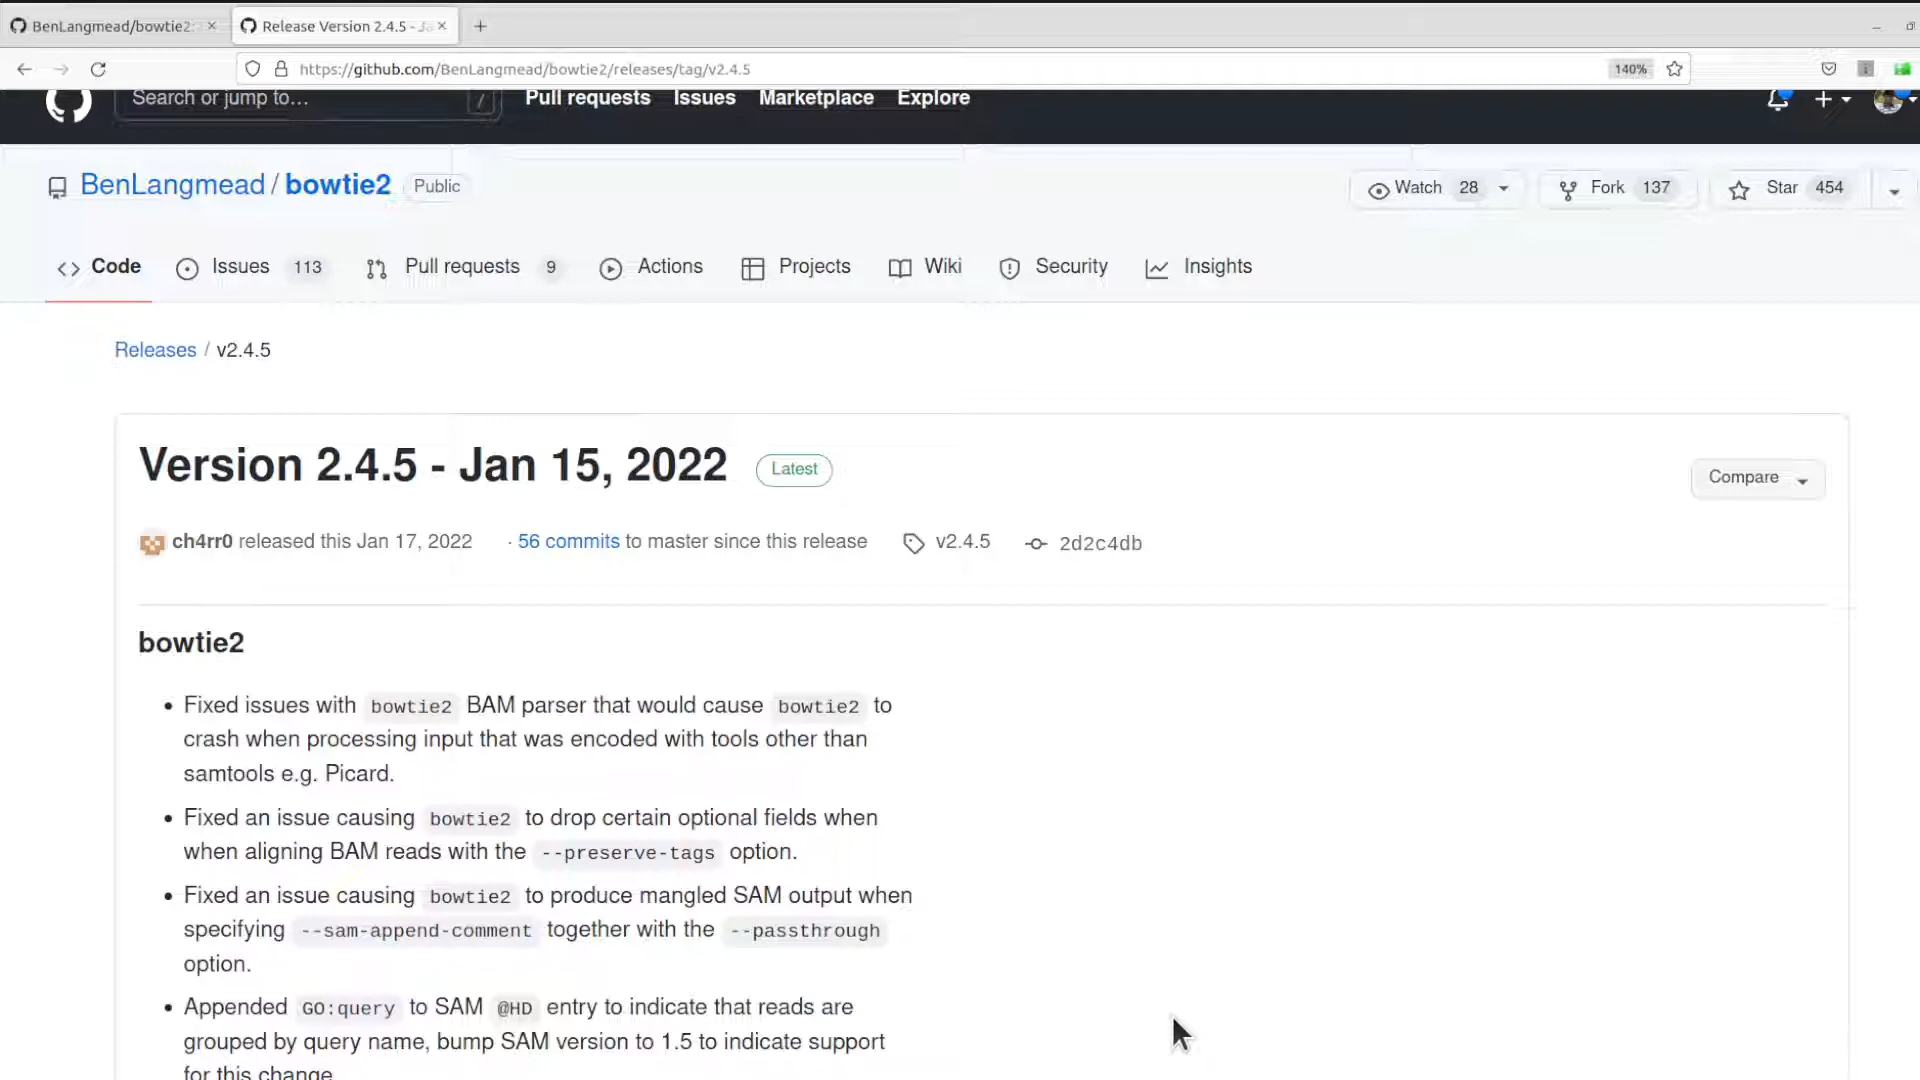 BenLangmead/bowtie2: ×
Release Version 2.4.5 - Ja ×
+
https://github.com/BenLangmead/bowtie2/releases/tag/v2.4.5
140%
Search or jump to… / Pull requests Issues Marketplace Explore
BenLangmead / bowtie2 Public
Watch 28 Fork 137 Star 454
Code Issues 113 Pull requests 9 Actions Projects Wiki Security Insights
Releases / v2.4.5
Version 2.4.5 - Jan 15, 2022 Latest
Compare
ch4rr0 released this Jan 17, 2022 · 56 commits to master since this release v2.4.5 2d2c4db
bowtie2
• Fixed issues with bowtie2 BAM parser that would cause bowtie2 to
crash when processing input that was encoded with tools other than
samtools e.g. Picard.
• Fixed an issue causing bowtie2 to drop certain optional fields when
when aligning BAM reads with the --preserve-tags option.
• Fixed an issue causing bowtie2 to produce mangled SAM output when
specifying --sam-append-comment together with the --passthrough
option.
• Appended GO:query to SAM @HD entry to indicate that reads are
grouped by query name, bump SAM version to 1.5 to indicate support
for this change